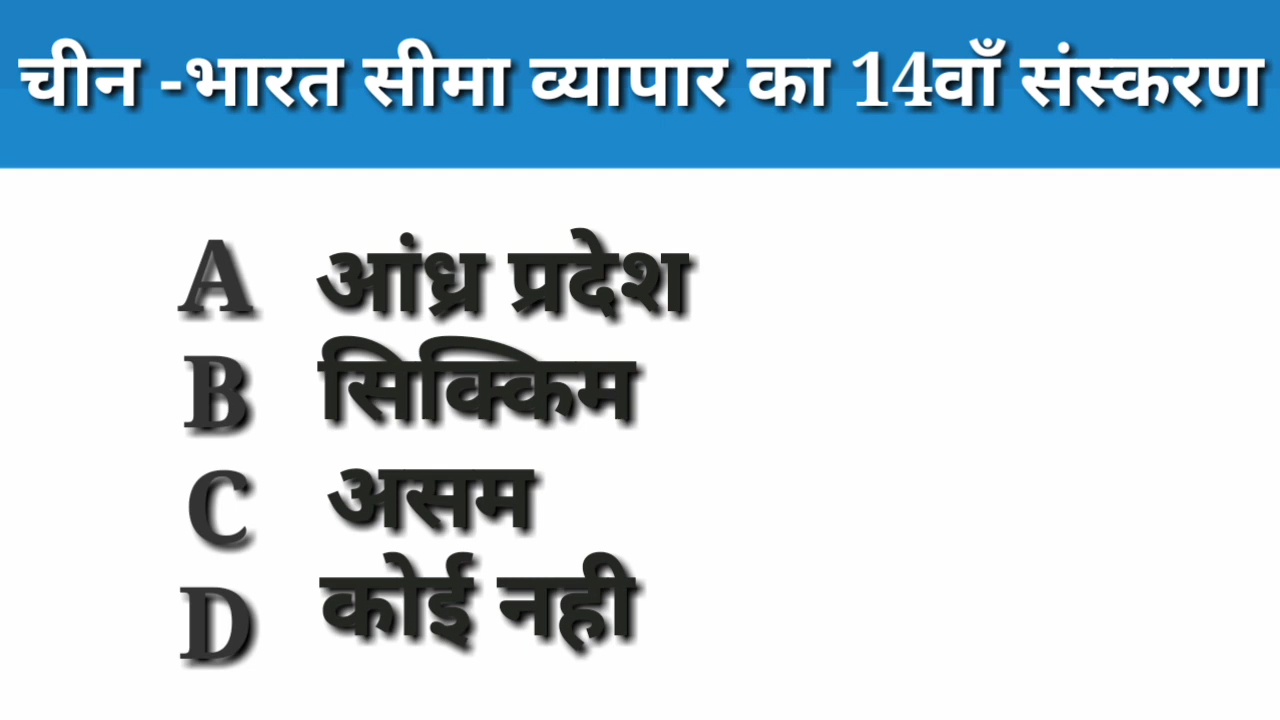 चीन -भारत सीमा व्यापार का 14वाँ संस्करण
A आंध्र प्रदेश
B सिक्किम
C असम
D कोई नही